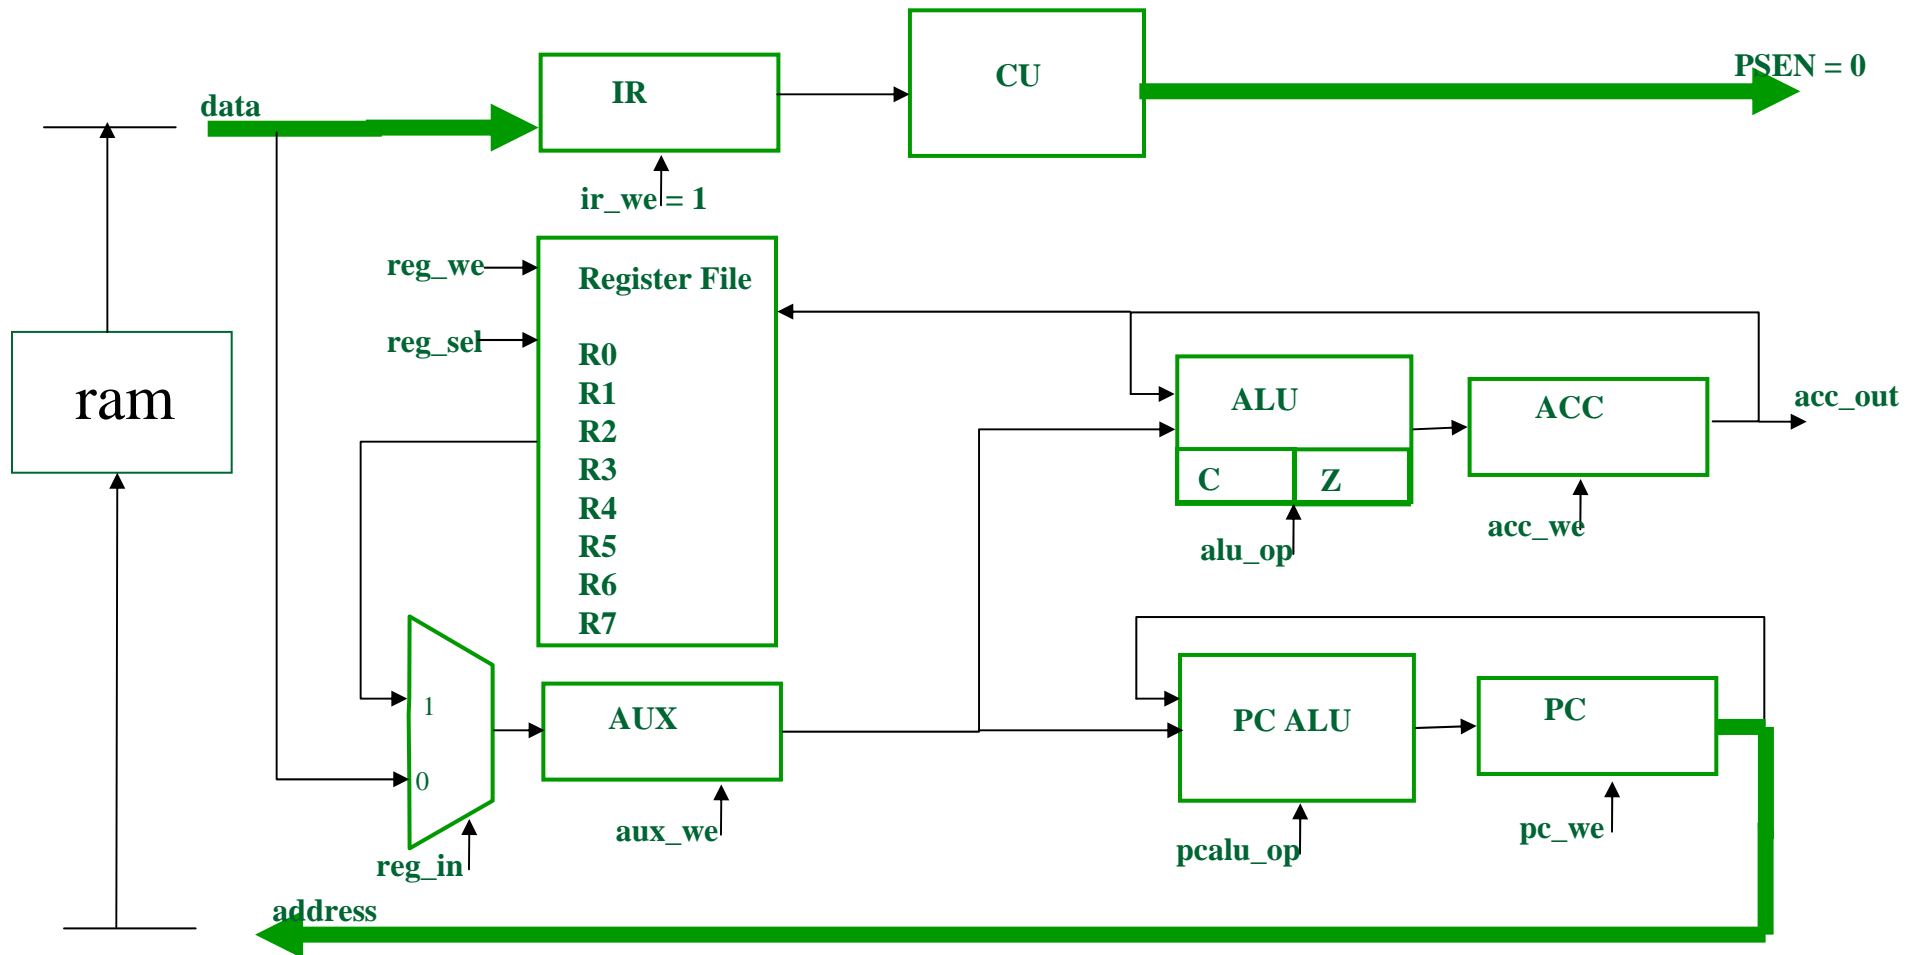 PSEN = 0
CU
IR
data
ir_we = 1
reg_we
Register File
reg_sel
R0
R1
R2
R3
R4
R5
R6
R7
ram
ALU
ACC
acc_out
C
Z
acc_we
alu_op
1
0
AUX
PC ALU
PC
aux_we
pc_we
pcalu_op
reg_in
address